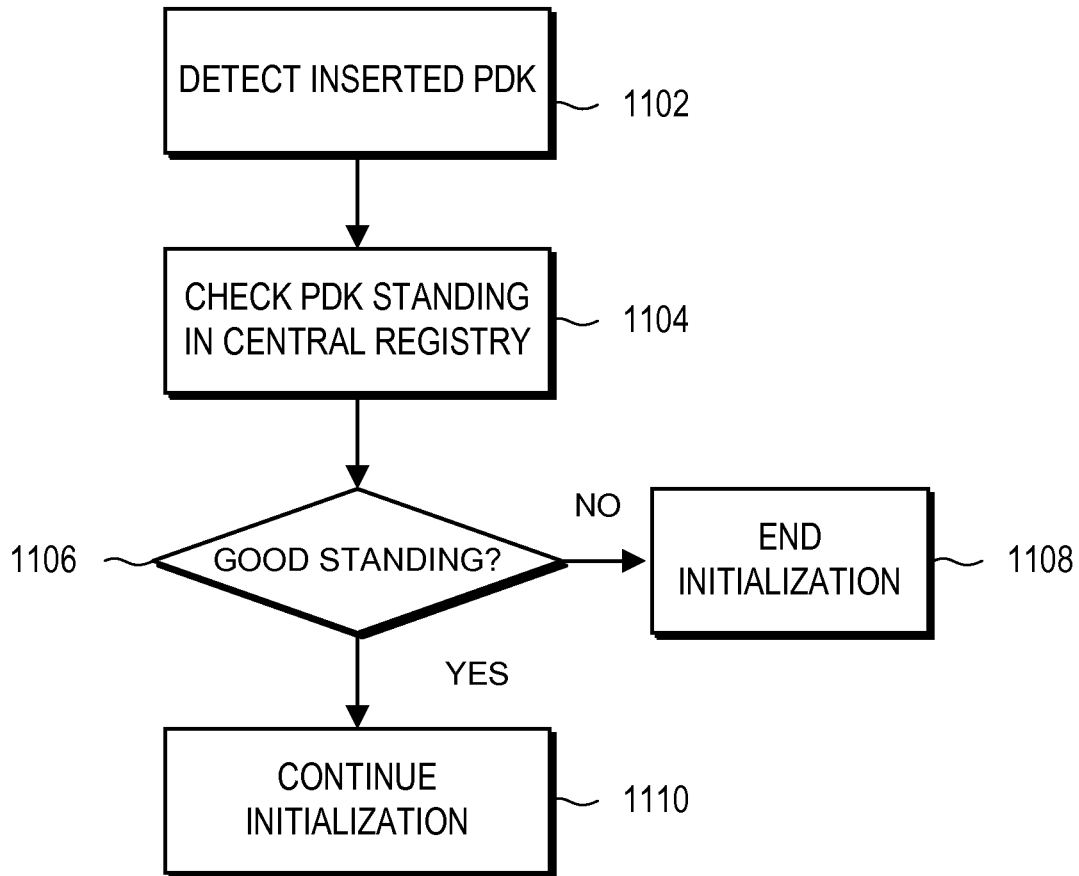 DETECT INSERTED PDK
1102
CHECK PDK STANDING
IN CENTRAL REGISTRY
1104
1106
GOOD STANDING?
NO
END
INITIALIZATION
1108
YES
CONTINUE
INITIALIZATION
1110